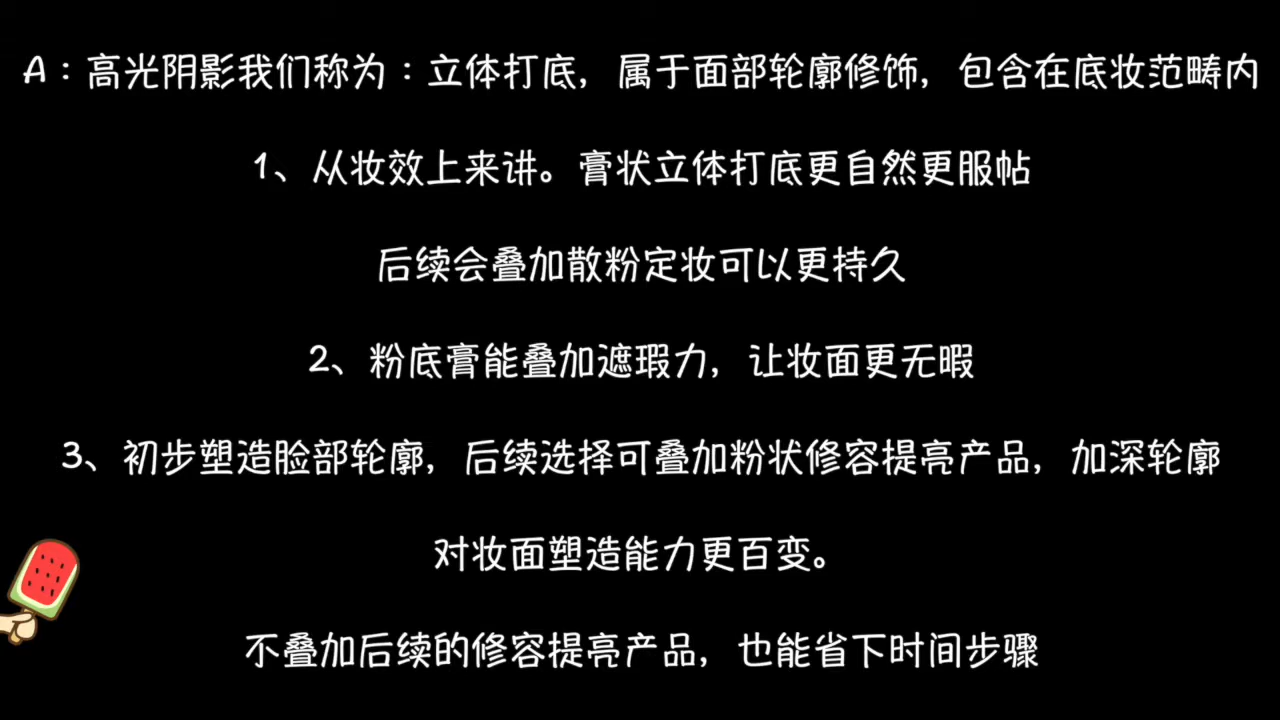 A：高光阴影我们称为：立体打底，属于面部轮廓修饰，包含在底妆范畴内
1、从妆效上来讲。膏状立体打底更自然更服帖
后续会叠加散粉定妆可以更持久
2、粉底膏能叠加遮瑕力，让妆面更无暇
3、初步塑造脸部轮廓，后续选择可叠加粉状修容提亮产品，加深轮廓
对妆面塑造能力更百变。
不叠加后续的修容提亮产品，也能省下时间步骤